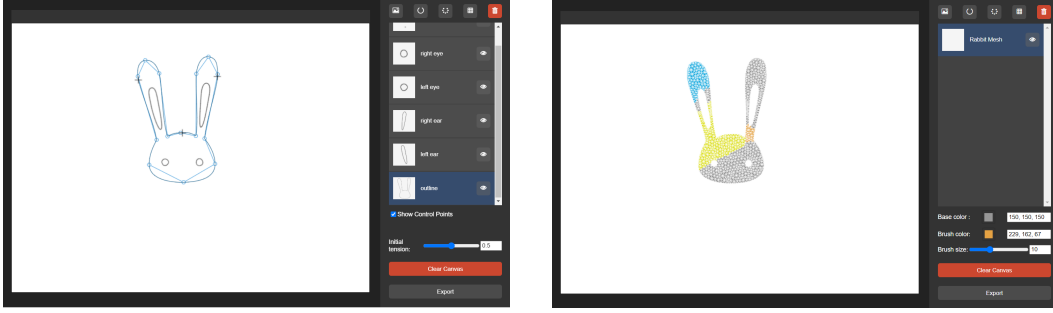 right eye
left eye
right ear
left ear
outline
Show Control Points
Initial
tension:
0.5
Clear Canvas
Export
Rabbit Mesh
Base color :
150, 150, 150
Brush color:
229, 162, 67
Brush size:
10
Clear Canvas
Export